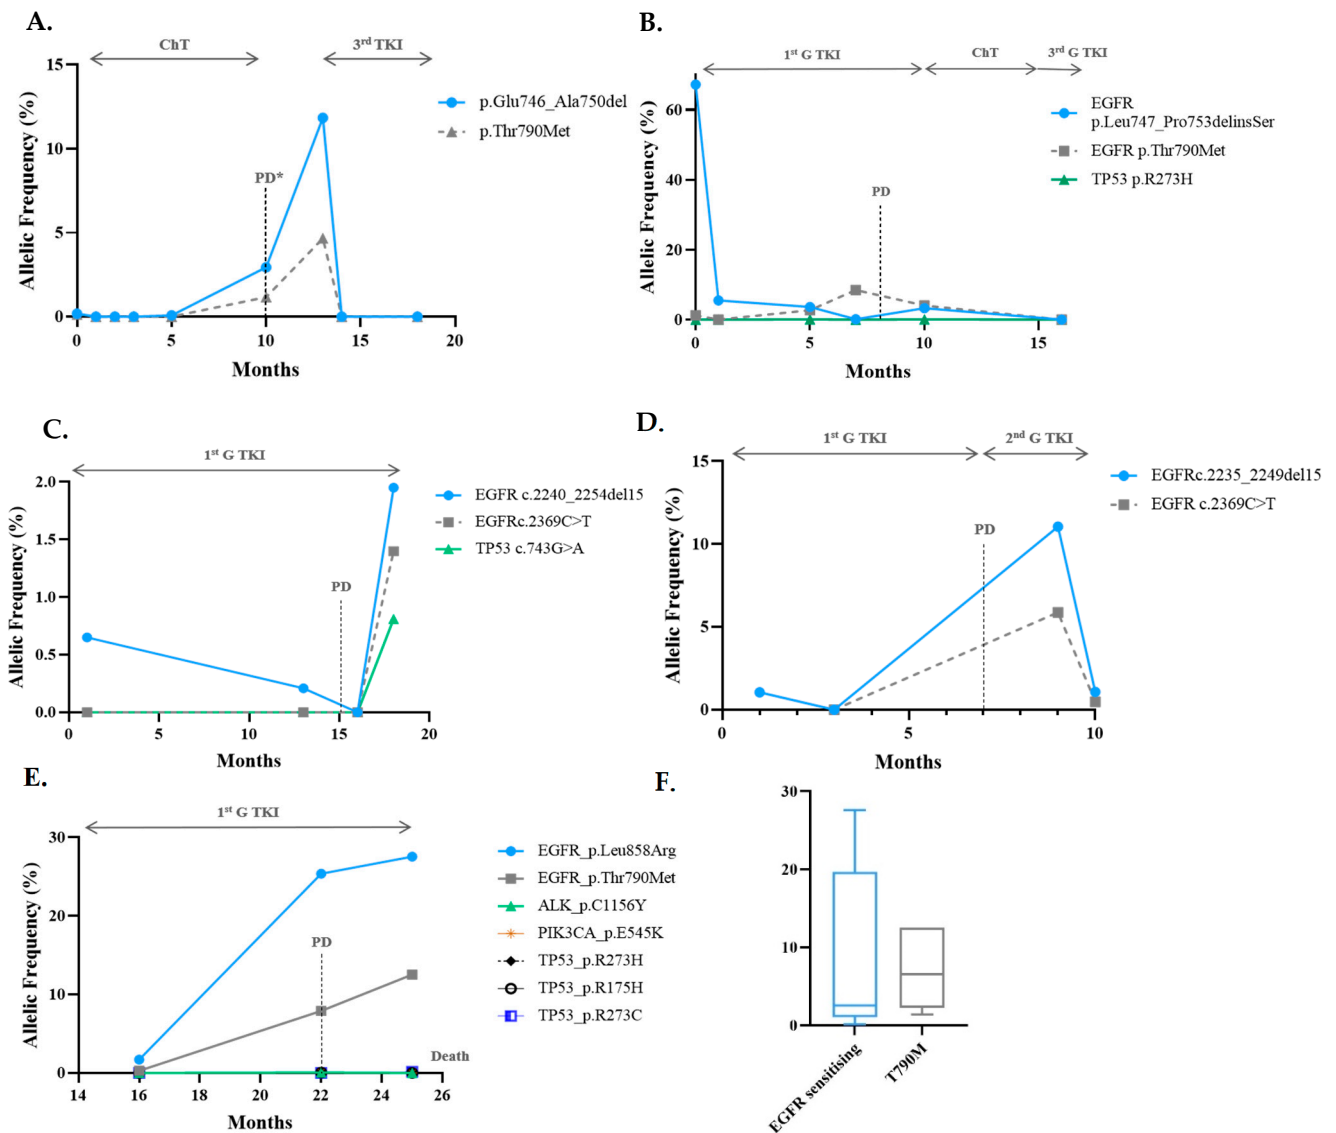 A.
ChT
3rd TKI
15
10
5
0
Allelic Frequency (%)
PD*
0 5 10 15 20
Months
p.Glu746_Ala750del
p.Thr790Met
B.
1st G TKI
ChT
3rd G TKI
60
40
20
0
Allelic Frequency (%)
PD
0 5 10 15
Months
EGFR
p.Leu747_Pro753delinsSer
EGFR p.Thr790Met
TP53 p.R273H
C.
1st G TKI
2.0
1.5
1.0
0.5
0.0
Allelic Frequency (%)
PD
0 5 10 15 20
Months
EGFR c.2240_2254del15
EGFRc.2369C>T
TP53 c.743G>A
D.
1st G TKI
2nd G TKI
15
10
5
0
Allelic Frequency (%)
PD
0 5 10
Months
EGFRc.2235_2249del15
EGFR c.2369C>T
E.
1st G TKI
30
20
10
0
Allelic Frequency (%)
PD
Death
14 16 18 20 22 24 26
Months
EGFR_p.Leu858Arg
EGFR_p.Thr790Met
ALK_p.C1156Y
PIK3CA_p.E545K
TP53_p.R273H
TP53_p.R175H
TP53_p.R273C
F.
30
20
10
0
EGFR sensitising
T790M